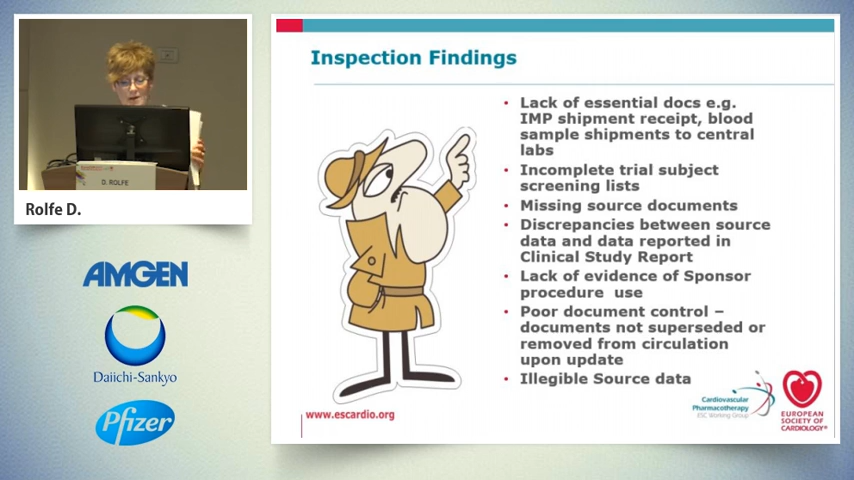 D. ROLFE
Rolfe D.
AMGEN
Daiichi-Sankyo
Pfizer
Inspection Findings
• Lack of essential docs e.g.
IMP shipment receipt, blood
sample shipments to central
labs
• Incomplete trial subject
screening lists
• Missing source documents
• Discrepancies between source
data and data reported in
Clinical Study Report
• Lack of evidence of Sponsor
procedure use
• Poor document control –
documents not superseded or
removed from circulation
upon update
• Illegible Source data
www.escardio.org
Cardiovascular
Pharmacotherapy
ESC Working Group
EUROPEAN
SOCIETY OF
CARDIOLOGY®